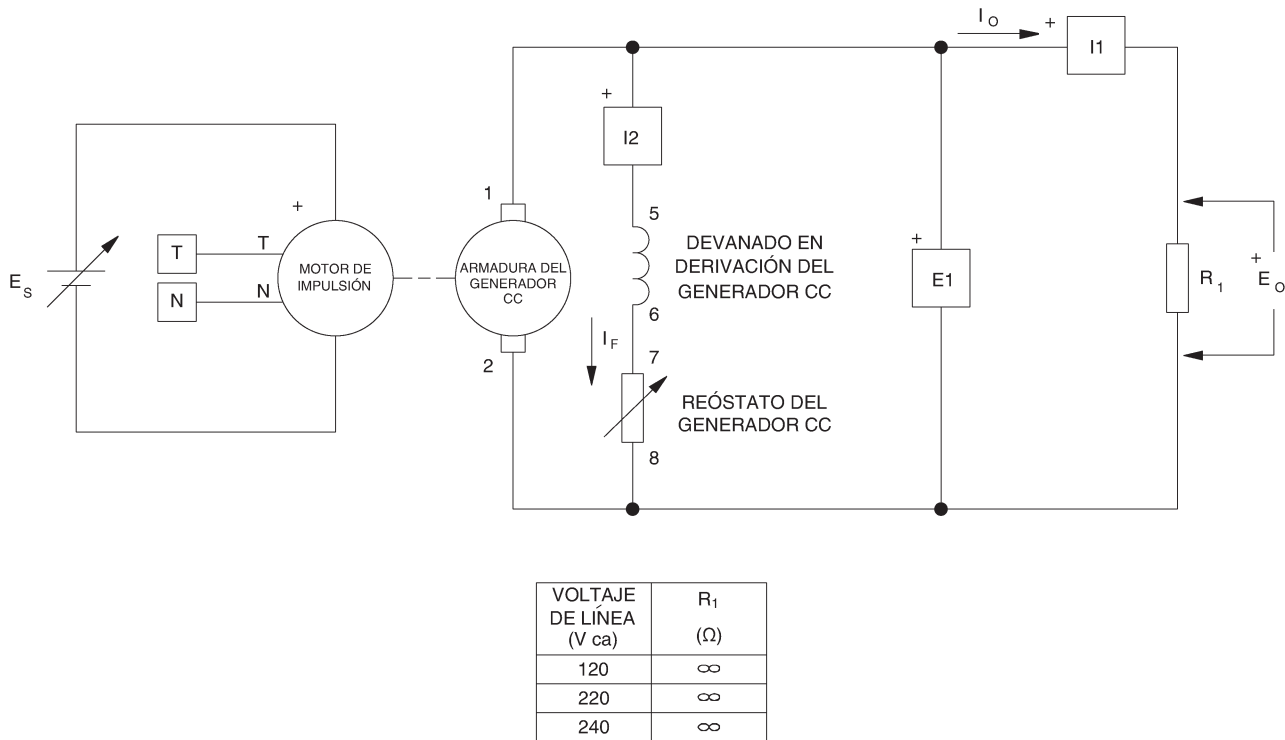 I O
+
I1
+
I2
1
5
+
T
T
DEVANADO EN
DERIVACIÓN DEL
GENERADOR CC
+
E S
MOTOR DE
IMPULSIÓN
ARMADURA DEL
GENERADOR
CC
E1
R 1
+
E O
N
N
6
I F
2
7
REÓSTATO DEL
GENERADOR CC
8
VOLTAJE
DE LÍNEA
(V ca)
R1
(Ω)
120 ∞
220 ∞
240 ∞